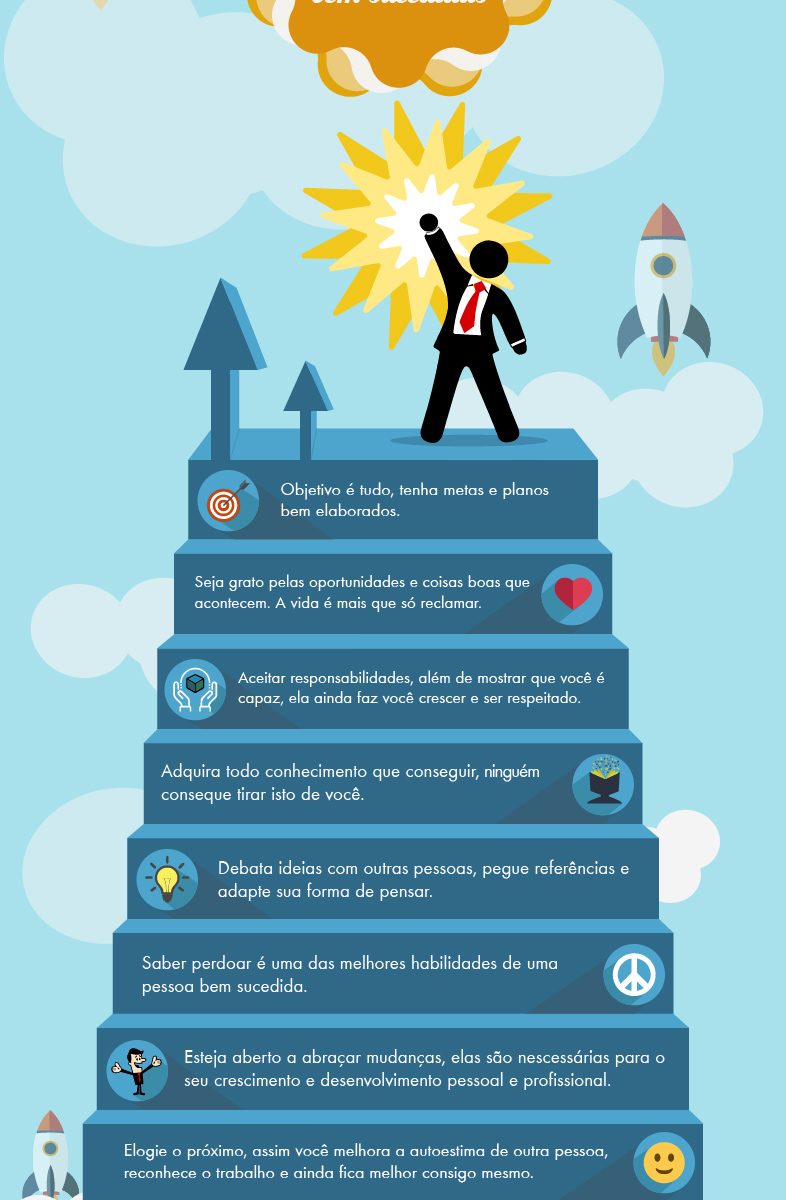 bem sucedidas
Objetivo é tudo, tenha metas e planos
bem elaborados.
Seja grato pelas oportunidades e coisas boas que
acontecem. A vida é mais que só reclamar.
Aceitar responsabilidades, além de mostrar que você é
capaz, ela ainda faz você crescer e ser respeitado.
Adquira todo conhecimento que conseguir, ninguém
conseque tirar isto de você.
Debata ideias com outras pessoas, pegue referências e
adapte sua forma de pensar.
Saber perdoar é uma das melhores habilidades de uma
pessoa bem sucedida.
Esteja aberto a abraçar mudanças, elas são nescessárias para o
seu crescimento e desenvolvimento pessoal e profissional.
Elogie o próximo, assim você melhora a autoestima de outra pessoa,
reconhece o trabalho e ainda fica melhor consigo mesmo.